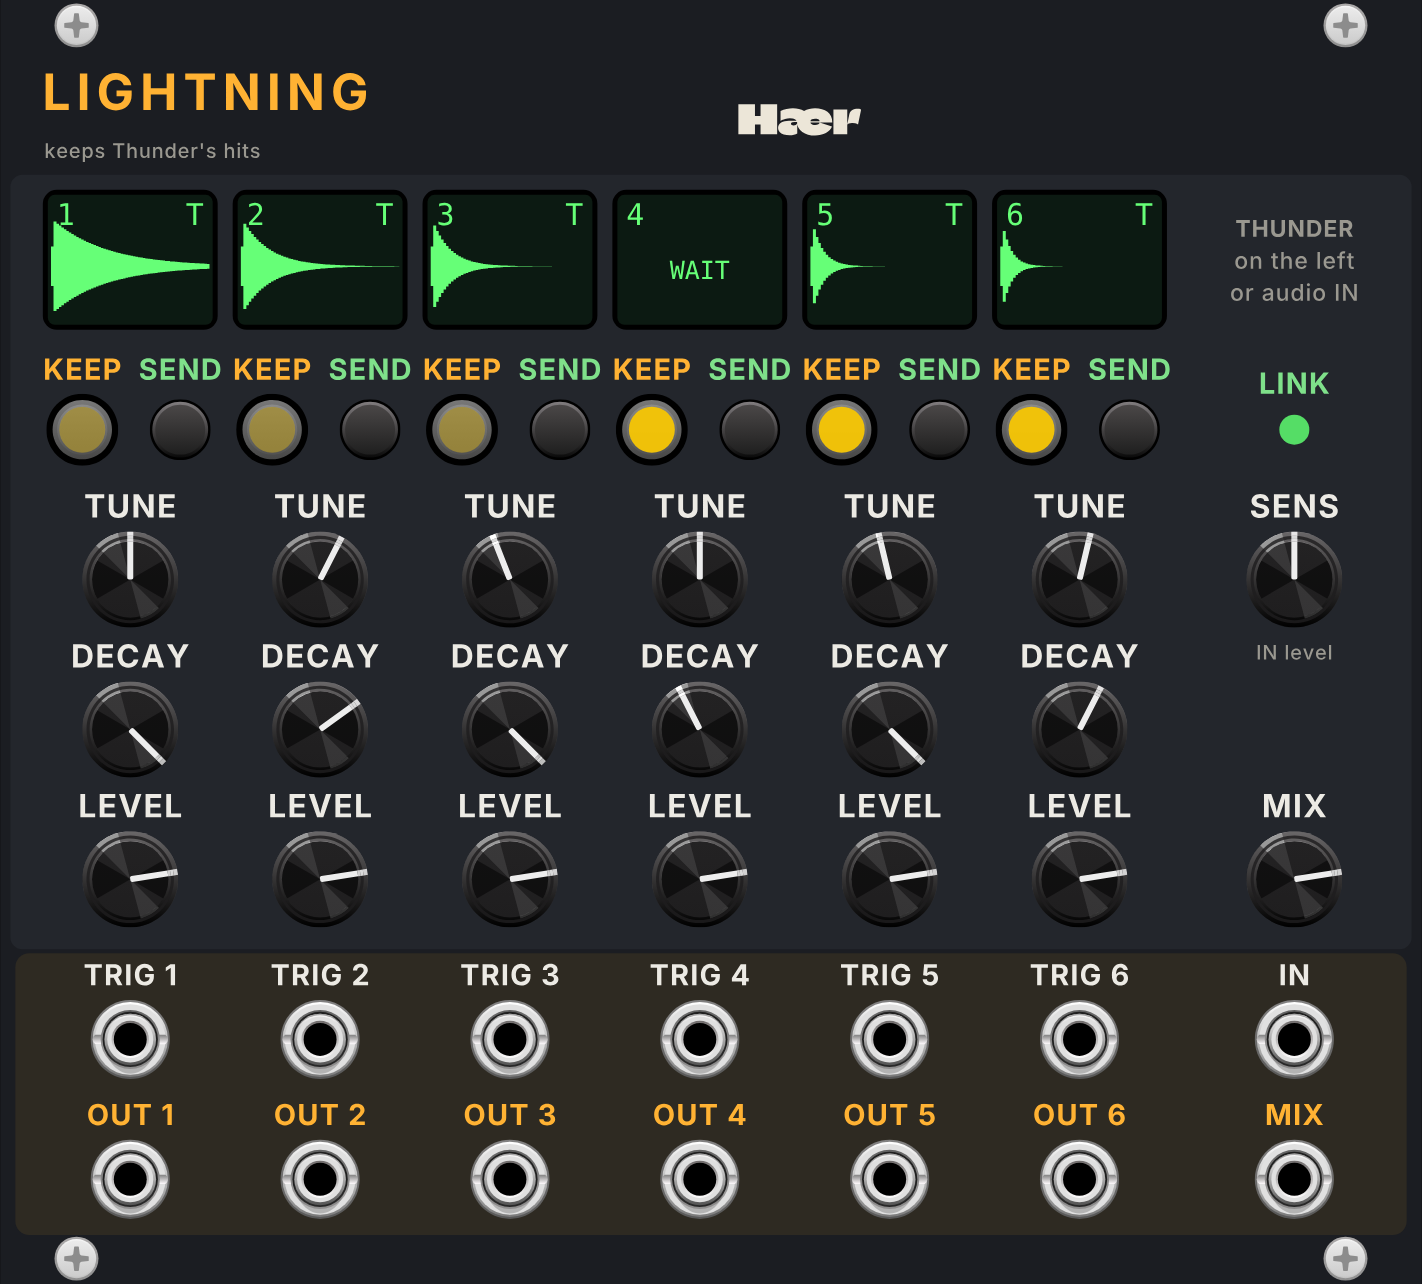 LIGHTNING
Hær
keeps Thunder's hits
1 T 2 T 3 T 4 5 T 6 T
WAIT
THUNDER
on the left
or audio IN
KEEP SEND KEEP SEND KEEP SEND KEEP SEND KEEP SEND KEEP SEND
LINK
TUNE TUNE TUNE TUNE TUNE TUNE SENS
DECAY DECAY DECAY DECAY DECAY DECAY
IN level
LEVEL LEVEL LEVEL LEVEL LEVEL LEVEL MIX
TRIG 1 TRIG 2 TRIG 3 TRIG 4 TRIG 5 TRIG 6 IN
OUT 1 OUT 2 OUT 3 OUT 4 OUT 5 OUT 6 MIX